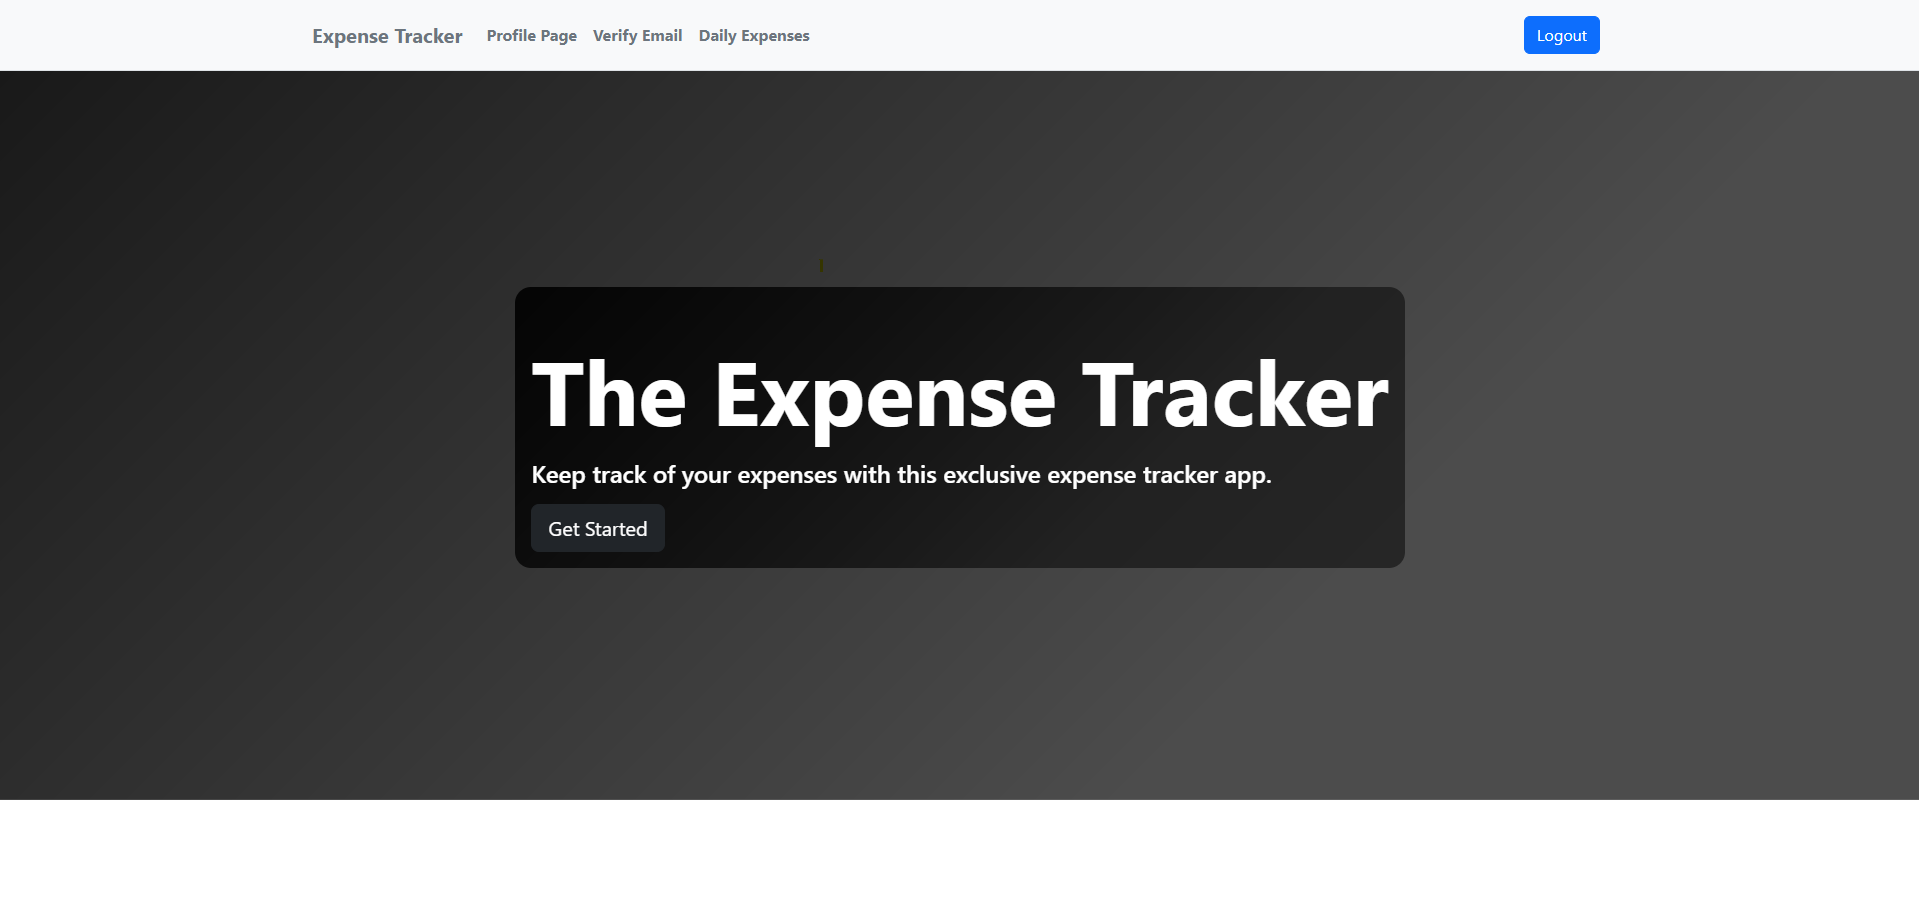 Expense Tracker Profile Page Verify Email Daily Expenses Logout
The Expense Tracker
Keep track of your expenses with this exclusive expense tracker app.
Get Started